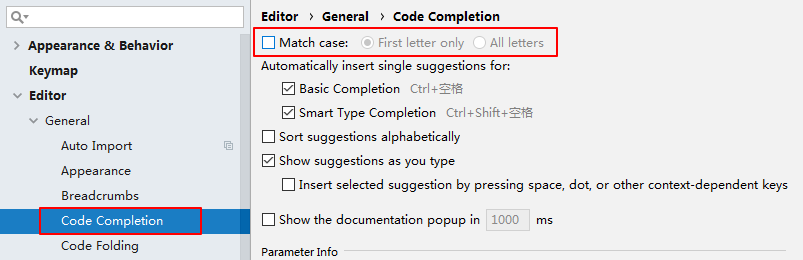 Editor › General › Code Completion
Appearance & Behavior
Keymap
Editor
General
Auto Import
Appearance
Breadcrumbs
Code Completion
Code Folding
Match case: First letter only All letters
Automatically insert single suggestions for:
Basic Completion Ctrl+空格
Smart Type Completion Ctrl+Shift+空格
Sort suggestions alphabetically
Show suggestions as you type
Insert selected suggestion by pressing space, dot, or other context-dependent keys
Show the documentation popup in 1000 ms
Parameter Info